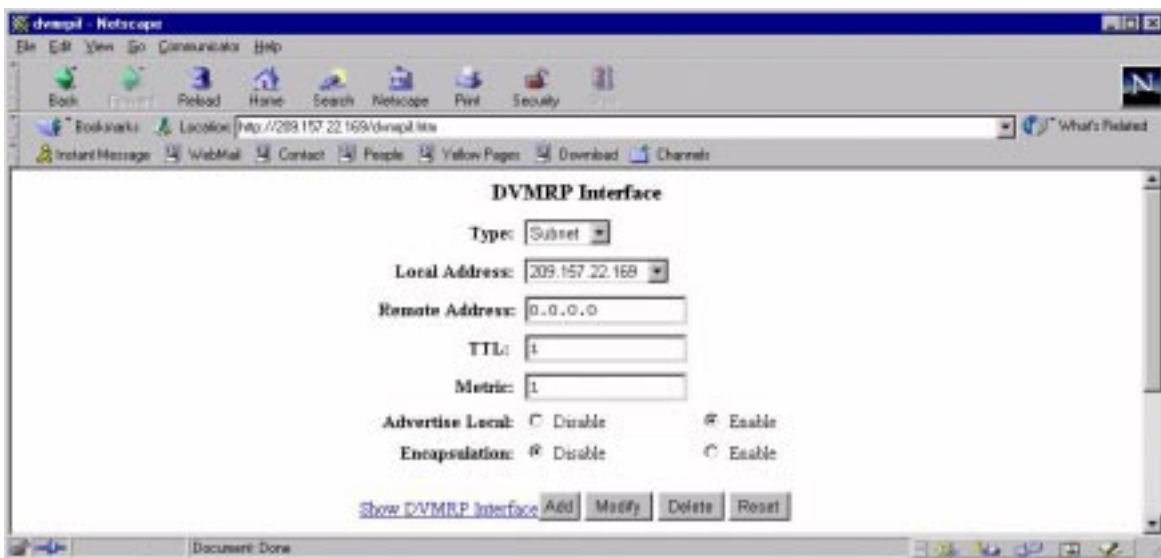 dvmrpil - Netscape
File Edit View Go Communicator Help
Back Forward Reload Home Search Netscape Print Security
Bookmarks Location: http://209.157.22.169/dvmrpil.htm What's Related
Instant Message WebMail Contact People Yellow Pages Download Channels
DVMRP Interface
Type: Subnet
Local Address: 209.157.22.169
Remote Address: 0.0.0.0
TTL: 1
Metric: 1
Advertise Local: Disable Enable
Encapsulation: Disable Enable
Show DVMRP Interface Add Modify Delete Reset
Document: Done